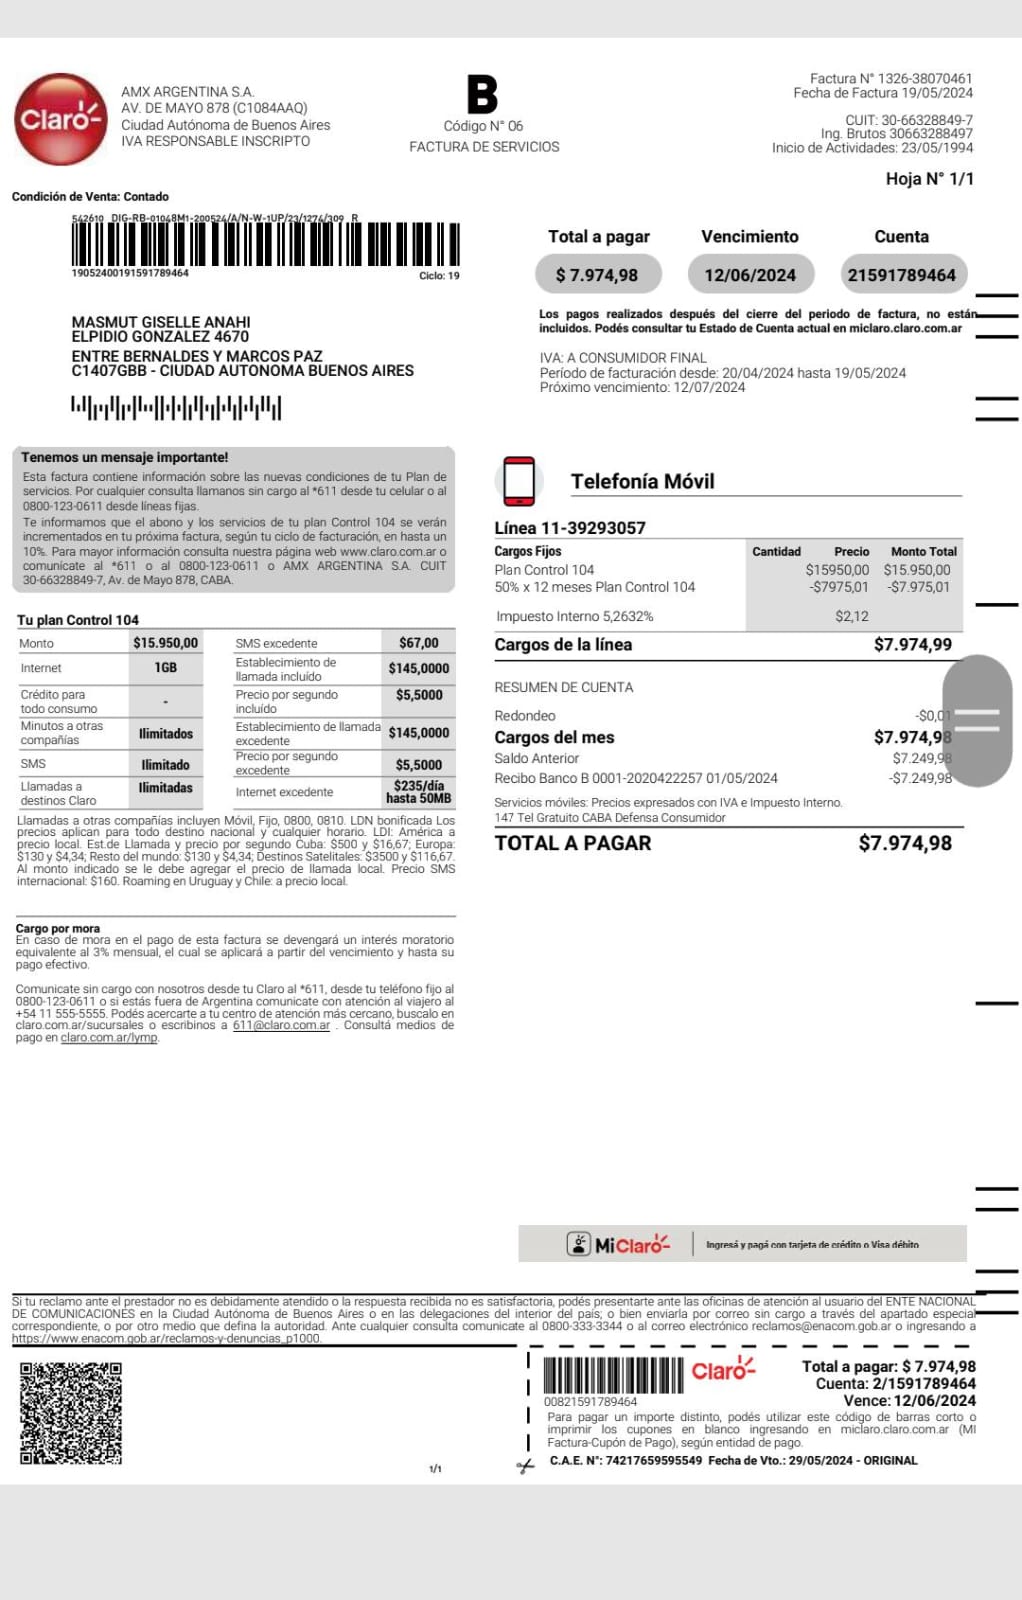 Claro
AMX ARGENTINA S.A.
AV. DE MAYO 878 (C1084AAQ)
Ciudad Autónoma de Buenos Aires
IVA RESPONSABLE INSCRIPTO
B
Código N° 06
FACTURA DE SERVICIOS
Factura N° 1326-38070461
Fecha de Factura 19/05/2024
CUIT: 30-66328849-7
Ing. Brutos 30663288497
Inicio de Actividades: 23/05/1994
Hoja N° 1/1
Condición de Venta: Contado
542610 DIG-RB-01048M1-200524/A/N-W-1UP/23/1274/309 R
19052400191591789464
Ciclo: 19
Total a pagar Vencimiento Cuenta
$ 7.974,98 12/06/2024 21591789464
Los pagos realizados después del cierre del periodo de factura, no están
incluidos. Podés consultar tu Estado de Cuenta actual en miclaro.claro.com.ar
MASMUT GISELLE ANAHI
ELPIDIO GONZALEZ 4670
ENTRE BERNALDES Y MARCOS PAZ
C1407GBB - CIUDAD AUTONOMA BUENOS AIRES
IVA: A CONSUMIDOR FINAL
Período de facturación desde: 20/04/2024 hasta 19/05/2024
Próximo vencimiento: 12/07/2024
Tenemos un mensaje importante!
Esta factura contiene información sobre las nuevas condiciones de tu Plan de
servicios. Por cualquier consulta llamanos sin cargo al *611 desde tu celular o al
0800-123-0611 desde líneas fijas.
Te informamos que el abono y los servicios de tu plan Control 104 se verán
incrementados en tu próxima factura, según tu ciclo de facturación, en hasta un
10%. Para mayor información consulta nuestra página web www.claro.com.ar o
comunícate al *611 o al 0800-123-0611 o AMX ARGENTINA S.A. CUIT
30-66328849-7, Av. de Mayo 878, CABA.
Tu plan Control 104
Monto $15.950,00 SMS excedente $67,00
Internet 1GB Establecimiento de llamada incluído $145,0000
Crédito para todo consumo - Precio por segundo incluído $5,5000
Minutos a otras compañías Ilimitados Establecimiento de llamada excedente $145,0000
SMS Ilimitado Precio por segundo excedente $5,5000
Llamadas a destinos Claro Ilimitadas Internet excedente $235/día hasta 50MB
Llamadas a otras compañías incluyen Móvil, Fijo, 0800, 0810. LDN bonificada Los
precios aplican para todo destino nacional y cualquier horario. LDI: América a
precio local. Est.de Llamada y precio por segundo Cuba: $500 y $16,67; Europa:
$130 y $4,34; Resto del mundo: $130 y $4,34; Destinos Satelitales: $3500 y $116,67.
Al monto indicado se le debe agregar el precio de llamada local. Precio SMS
internacional: $160. Roaming en Uruguay y Chile: a precio local.
Cargo por mora
En caso de mora en el pago de esta factura se devengará un interés moratorio
equivalente al 3% mensual, el cual se aplicará a partir del vencimiento y hasta su
pago efectivo.
Comunicate sin cargo con nosotros desde tu Claro al *611, desde tu teléfono fijo al
0800-123-0611 o si estás fuera de Argentina comunicate con atención al viajero al
+54 11 555-5555. Podés acercarte a tu centro de atención más cercano, buscalo en
claro.com.ar/sucursales o escribinos a 611@claro.com.ar . Consultá medios de
pago en claro.com.ar/lymp.
Telefonía Móvil
Línea 11-39293057
Cargos Fijos Cantidad Precio Monto Total
Plan Control 104 $15950,00 $15.950,00
50% x 12 meses Plan Control 104 -$7975,01 -$7.975,01
Impuesto Interno 5,2632% $2,12
Cargos de la línea $7.974,99
RESUMEN DE CUENTA
Redondeo -$0,01
Cargos del mes $7.974,98
Saldo Anterior $7.249,98
Recibo Banco B 0001-2020422257 01/05/2024 -$7.249,98
Servicios móviles: Precios expresados con IVA e Impuesto Interno.
147 Tel Gratuito CABA Defensa Consumidor
TOTAL A PAGAR $7.974,98
MiClaro Ingresá y pagá con tarjeta de crédito o Visa débito
Si tu reclamo ante el prestador no es debidamente atendido o la respuesta recibida no es satisfactoria, podés presentarte ante las oficinas de atención al usuario del ENTE NACIONAL
DE COMUNICACIONES en la Ciudad Autónoma de Buenos Aires o en las delegaciones del interior del país; o bien enviarla por correo sin cargo a través del apartado especial
correspondiente, o por otro medio que defina la autoridad. Ante cualquier consulta comunicate al 0800-333-3344 o al correo electrónico reclamos@enacom.gob.ar o ingresando a
https://www.enacom.gob.ar/reclamos-y-denuncias_p1000.
1/1
00821591789464
Claro
Total a pagar: $ 7.974,98
Cuenta: 2/1591789464
Vence: 12/06/2024
Para pagar un importe distinto, podés utilizar este código de barras corto o
imprimir los cupones en blanco ingresando en miclaro.claro.com.ar (MI
Factura-Cupón de Pago), según entidad de pago.
C.A.E. N°: 74217659595549 Fecha de Vto.: 29/05/2024 - ORIGINAL